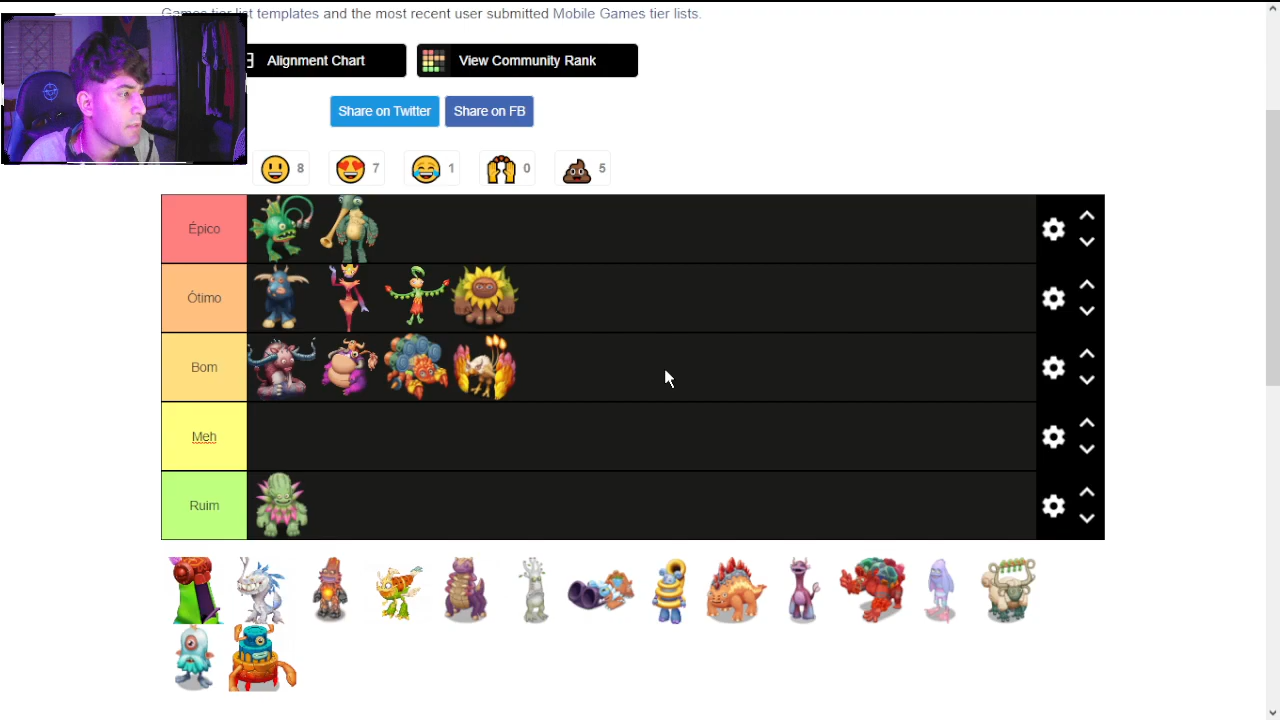 Games tier list templates and the most recent user submitted Mobile Games tier lists.
Alignment Chart
View Community Rank
Share on Twitter
Share on FB
8
7
1
0
5
Épico
Ótimo
Bom
Meh
Ruim